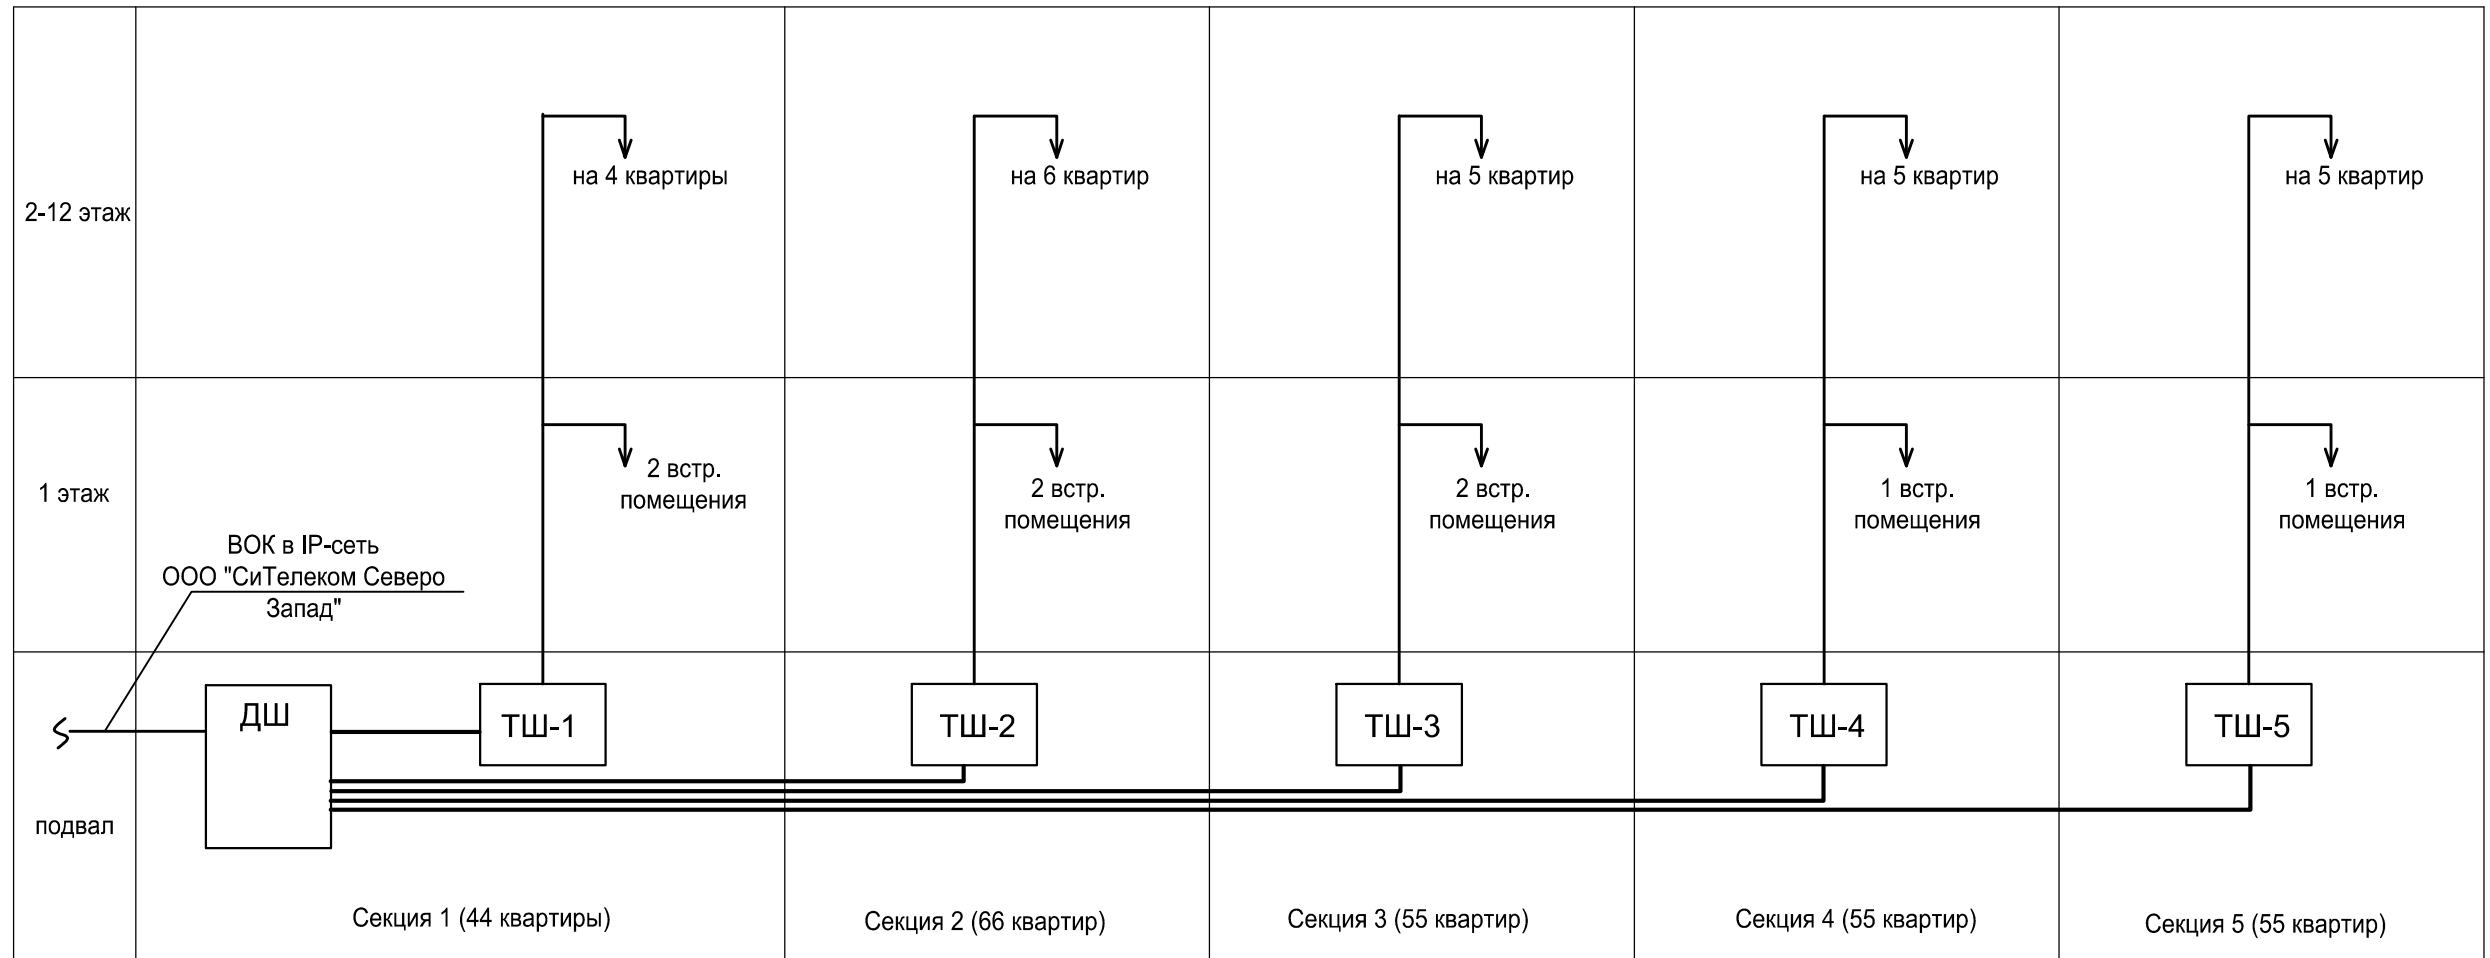 2-12 этаж
на 4 квартиры
на 6 квартир
на 5 квартир
на 5 квартир
на 5 квартир
1 этаж
2 встр.
помещения
2 встр.
помещения
2 встр.
помещения
1 встр.
помещения
1 встр.
помещения
ВОК в IP-сеть
ООО "СиТелеком Северо
Запад"
подвал
ДШ
ТШ-1
ТШ-2
ТШ-3
ТШ-4
ТШ-5
Секция 1 (44 квартиры)
Секция 2 (66 квартир)
Секция 3 (55 квартир)
Секция 4 (55 квартир)
Секция 5 (55 квартир)